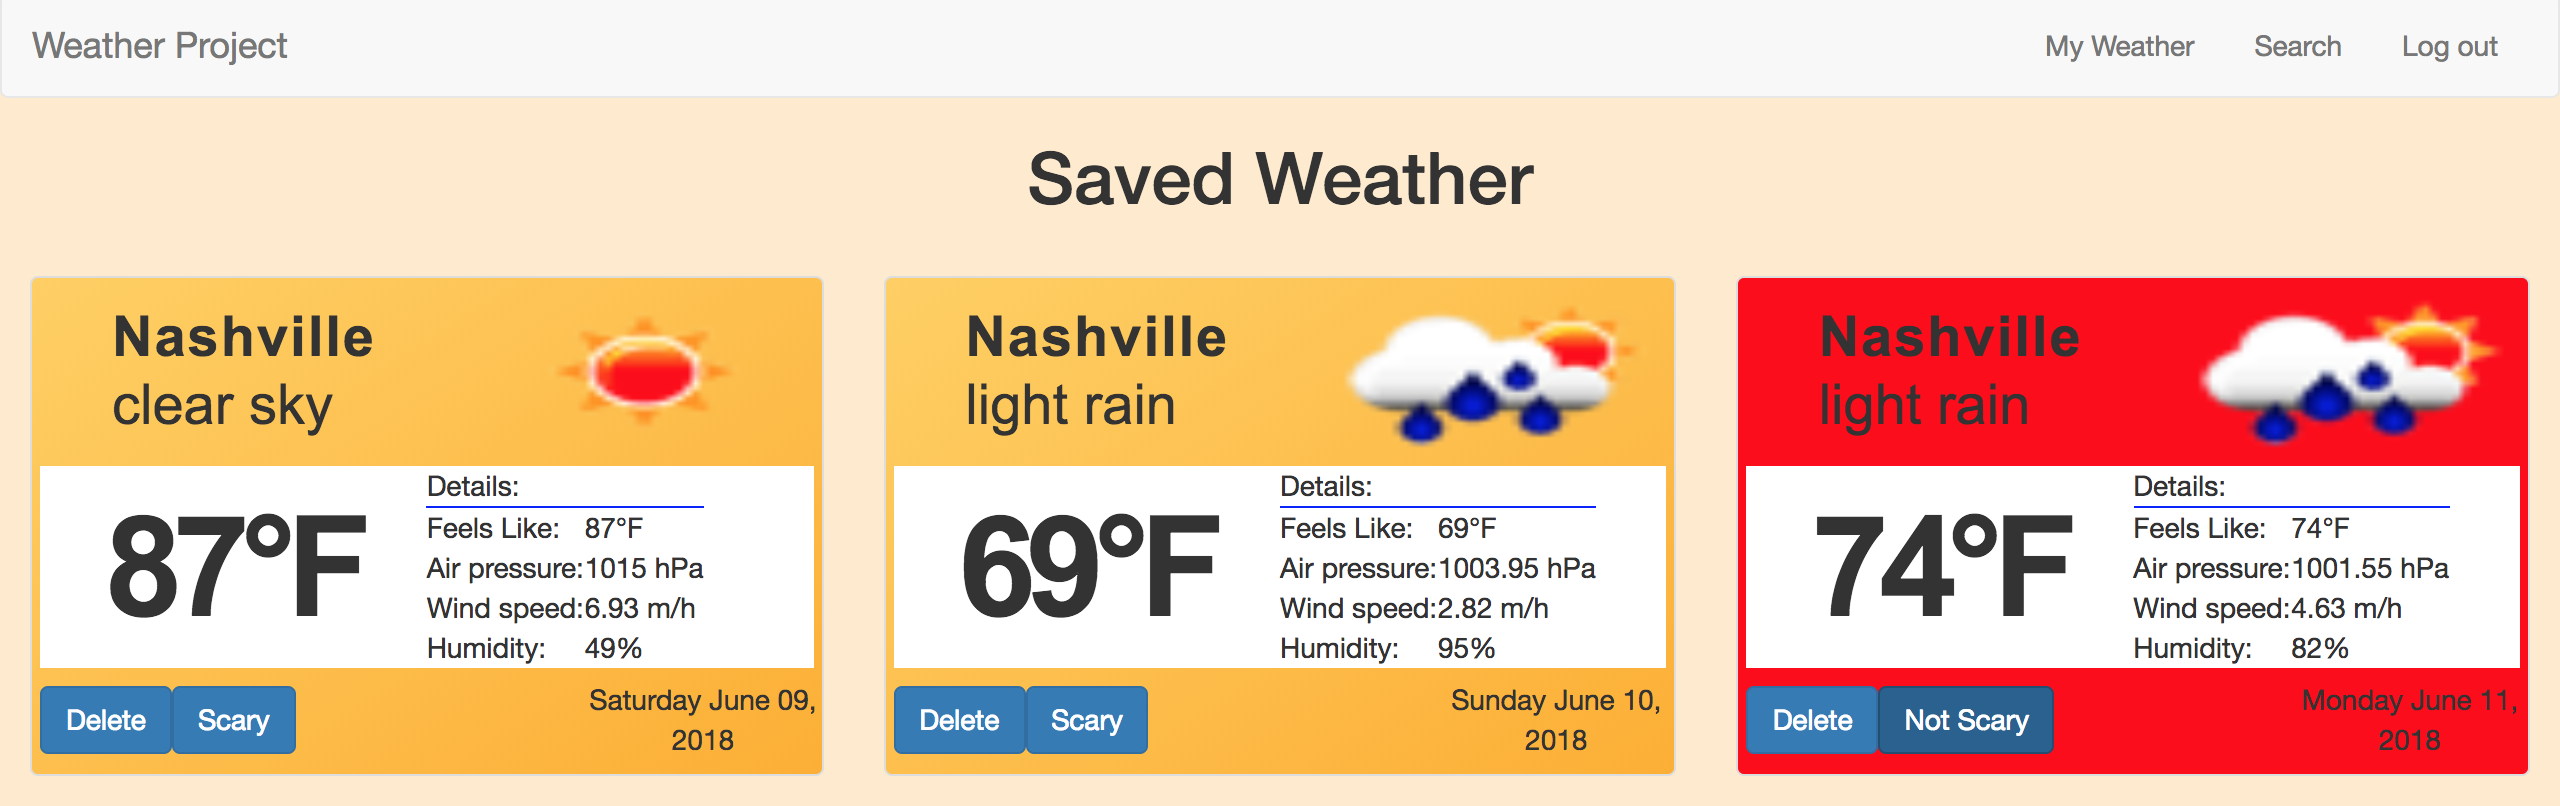 Weather Project
My Weather
Search
Log out
Saved Weather
Nashville
clear sky
87°F
Details:
Feels Like: 87°F
Air pressure:1015 hPa
Wind speed:6.93 m/h
Humidity: 49%
Delete
Scary
Saturday June 09,
2018
Nashville
light rain
69°F
Details:
Feels Like: 69°F
Air pressure:1003.95 hPa
Wind speed:2.82 m/h
Humidity: 95%
Delete
Scary
Sunday June 10,
2018
Nashville
light rain
74°F
Details:
Feels Like: 74°F
Air pressure:1001.55 hPa
Wind speed:4.63 m/h
Humidity: 82%
Delete
Not Scary
Monday June 11,
2018